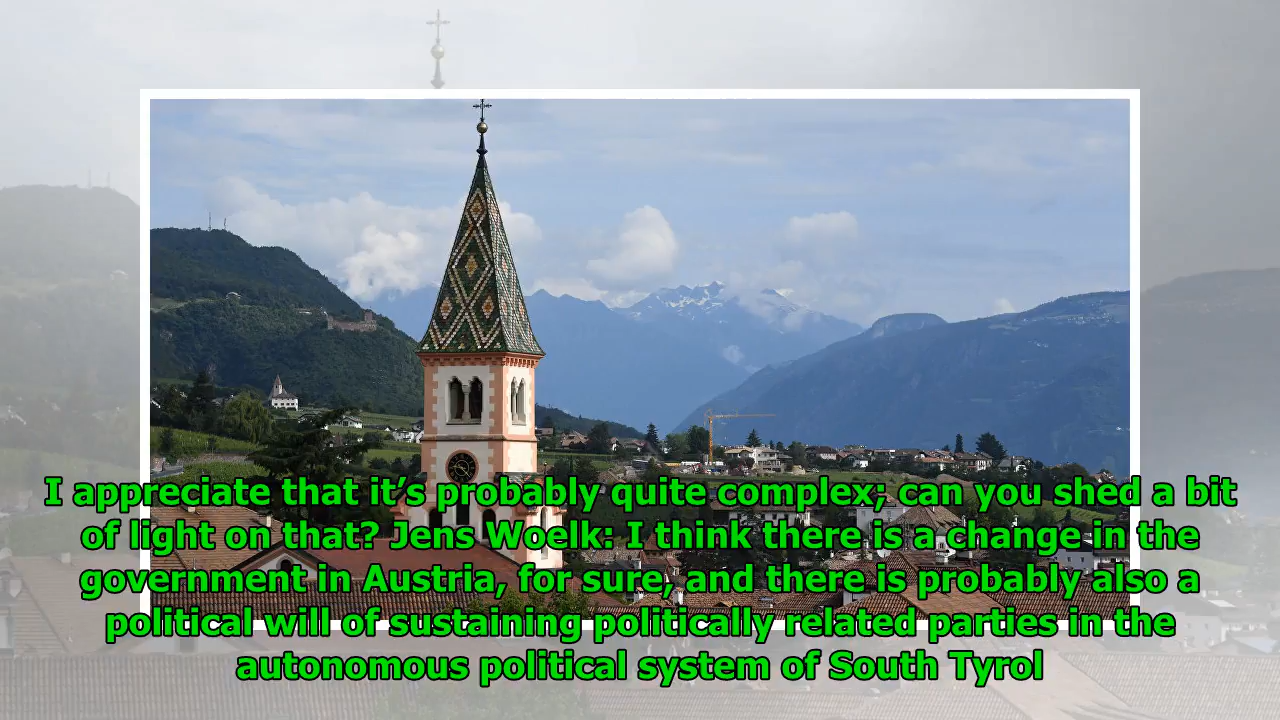 I appreciate that it’s probably quite complex; can you shed a bit
of light on that? Jens Woelk: I think there is a change in the
government in Austria, for sure, and there is probably also a
political will of sustaining politically related parties in the
autonomous political system of South Tyrol